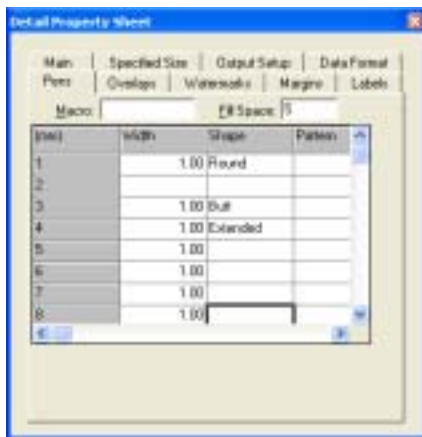 Detail Property Sheet
Main Specified Size Output Setup Data Format
Pens Overlaps Watermarks Margins Labels
Macro: Fill Space: 5
(mm) Width Shape Pattern
1 1.00 Round
2
3 1.00 Butt
4 1.00 Extended
5 1.00
6 1.00
7 1.00
8 1.00